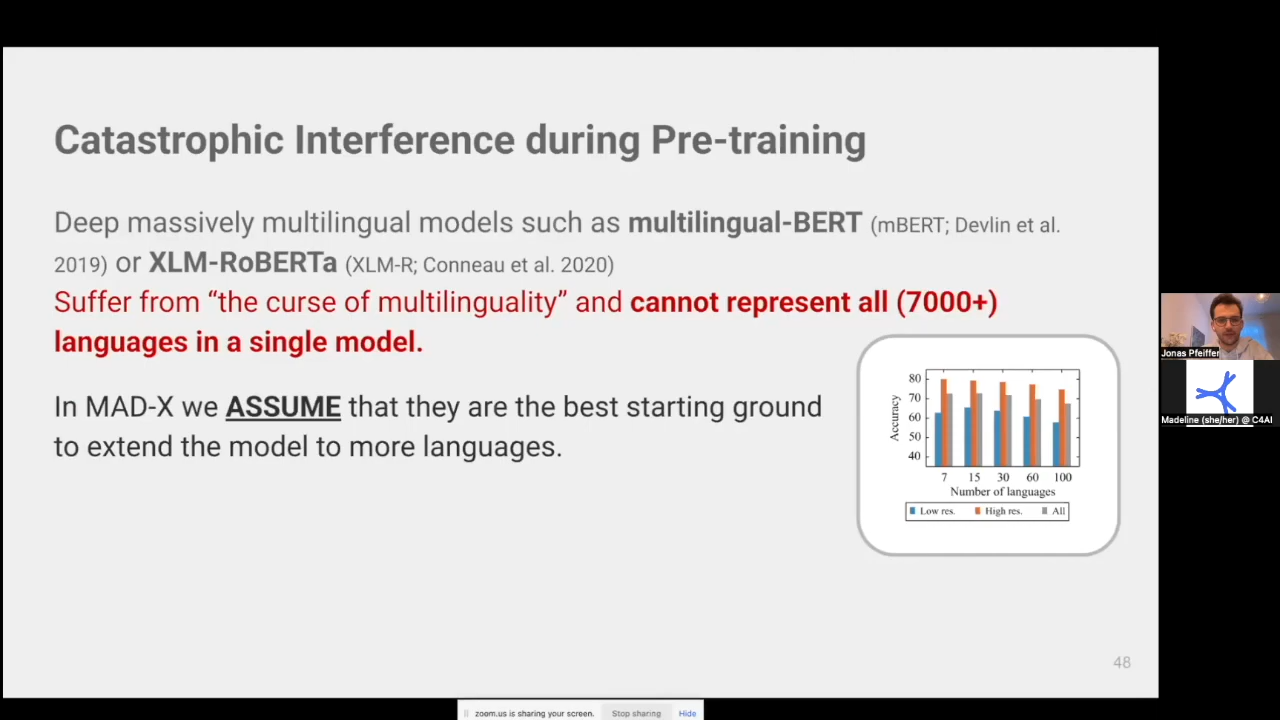 Catastrophic Interference during Pre-training
Deep massively multilingual models such as multilingual-BERT (mBERT; Devlin et al.
2019) or XLM-RoBERTa (XLM-R; Conneau et al. 2020)
Suffer from “the curse of multilinguality” and cannot represent all (7000+)
languages in a single model.
In MAD-X we ASSUME that they are the best starting ground
to extend the model to more languages.
80
70
60
50
40
Accuracy
7 15 30 60 100
Number of languages
Low res. High res. All
48
Jonas Pfeiffer
Madeline (she/her) @ C4AI
zoom.us is sharing your screen. Stop sharing Hide